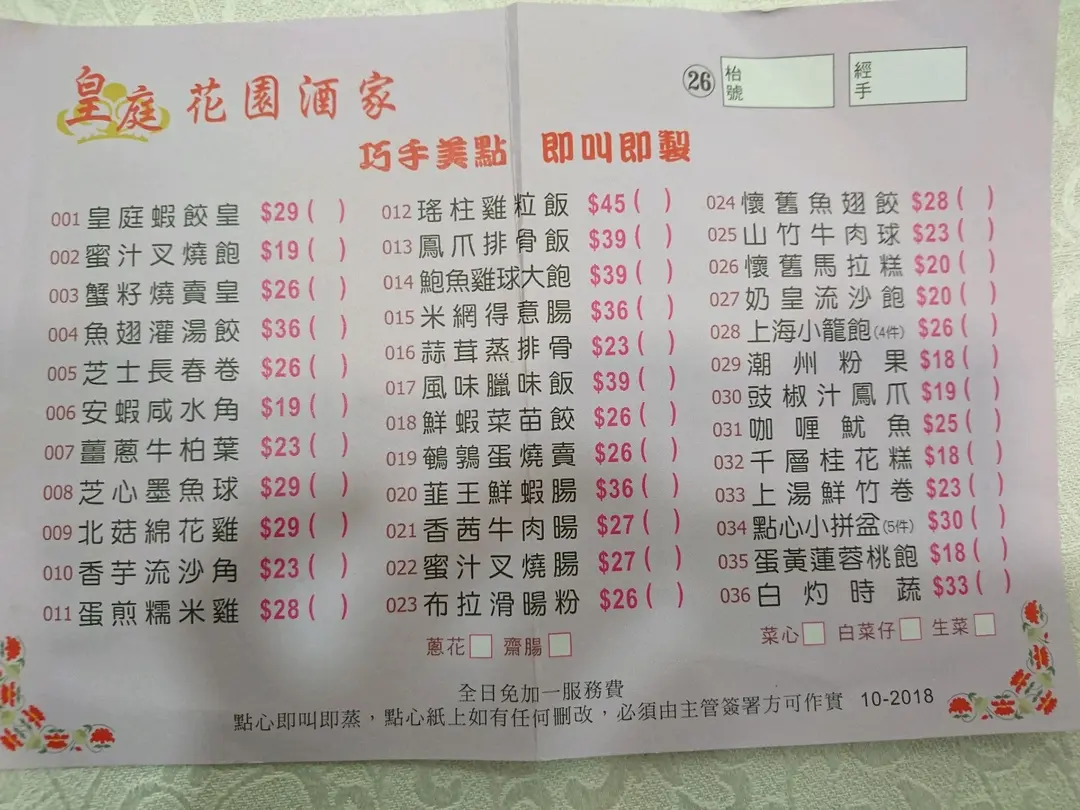 皇庭 花園酒家
26 枱號
經手
巧手美點 即叫即製
001 皇庭蝦餃皇 $29 ( )
002 蜜汁叉燒飽 $19 ( )
003 蟹籽燒賣皇 $26 ( )
004 魚翅灌湯餃 $36 ( )
005 芝士長春卷 $26 ( )
006 安蝦咸水角 $19 ( )
007 薑蔥牛柏葉 $23 ( )
008 芝心墨魚球 $29 ( )
009 北菇綿花雞 $29 ( )
010 香芋流沙角 $23 ( )
011 蛋煎糯米雞 $28 ( )
012 瑤柱雞粒飯 $45 ( )
013 鳳爪排骨飯 $39 ( )
014 鮑魚雞球大飽 $39 ( )
015 米網得意腸 $36 ( )
016 蒜茸蒸排骨 $23 ( )
017 風味臘味飯 $39 ( )
018 鮮蝦菜苗餃 $26 ( )
019 鵪鶉蛋燒賣 $26 ( )
020 韮王鮮蝦腸 $36 ( )
021 香茜牛肉腸 $27 ( )
022 蜜汁叉燒腸 $27 ( )
023 布拉滑腸粉 $26 ( )
蔥花 齋腸
024 懷舊魚翅餃 $28 ( )
025 山竹牛肉球 $23 ( )
026 懷舊馬拉糕 $20 ( )
027 奶皇流沙飽 $20 ( )
028 上海小籠飽(4件) $26 ( )
029 潮州粉果 $18 ( )
030 豉椒汁鳳爪 $19 ( )
031 咖喱魷魚 $25 ( )
032 千層桂花糕 $18 ( )
033 上湯鮮竹卷 $23 ( )
034 點心小拼盆(5件) $30 ( )
035 蛋黃蓮蓉桃飽 $18 ( )
036 白灼時蔬 $33 ( )
菜心 白菜仔 生菜
全日免加一服務費
點心即叫即蒸，點心紙上如有任何刪改，必須由主管簽署方可作實 10-2018